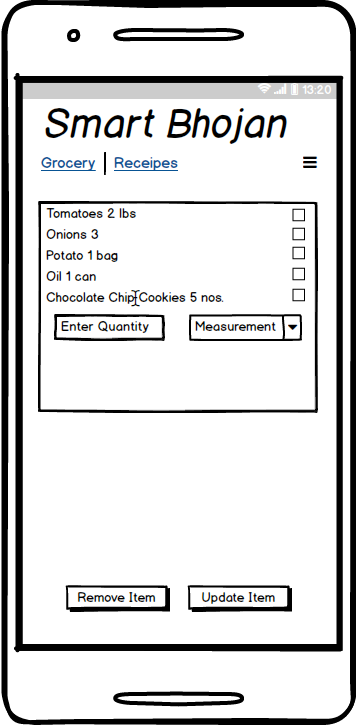 13:20
Smart Bhojan
Grocery | Receipes
Tomatoes 2 lbs
Onions 3
Potato 1 bag
Oil 1 can
Chocolate Chip Cookies 5 nos.
Enter Quantity Measurement
Remove Item Update Item